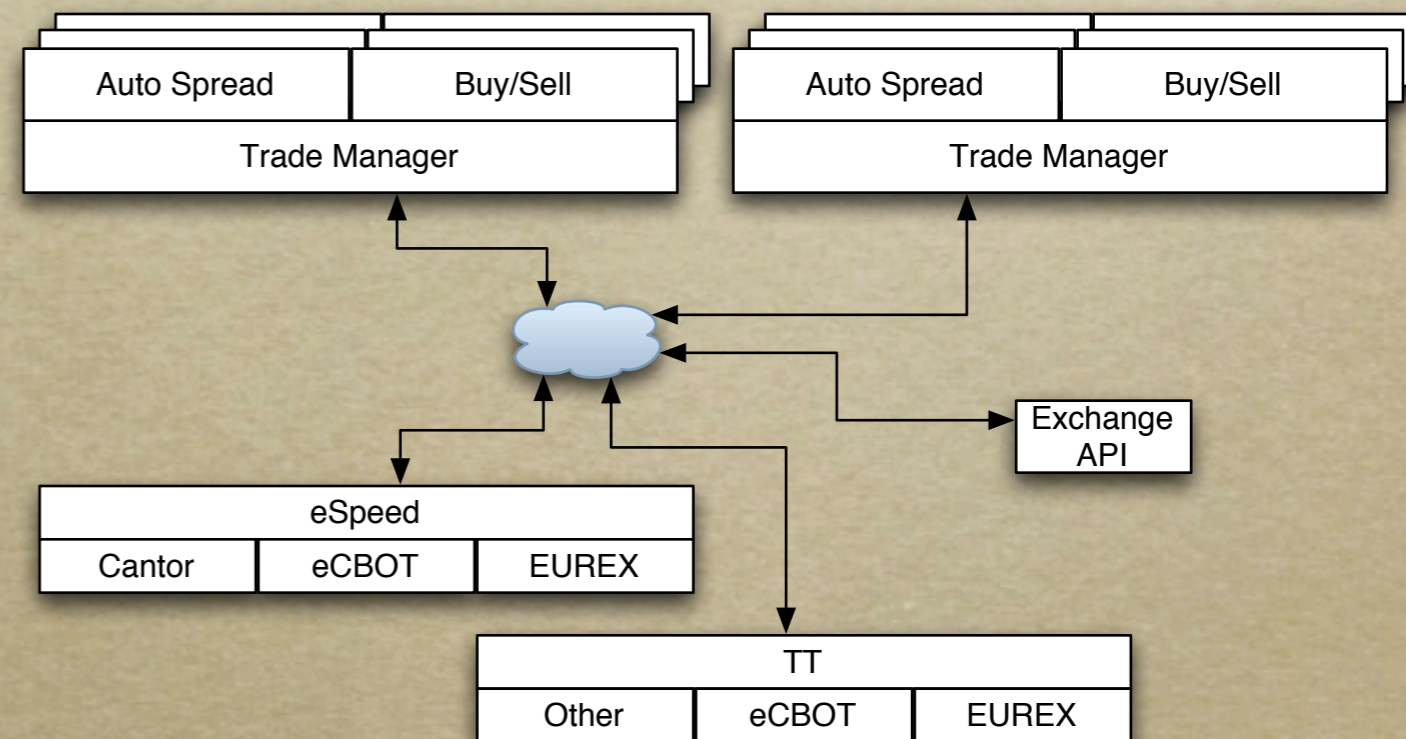 Auto Spread Buy/Sell
Trade Manager
Auto Spread Buy/Sell
Trade Manager
Exchange
API
eSpeed
Cantor eCBOT EUREX
TT
Other eCBOT EUREX